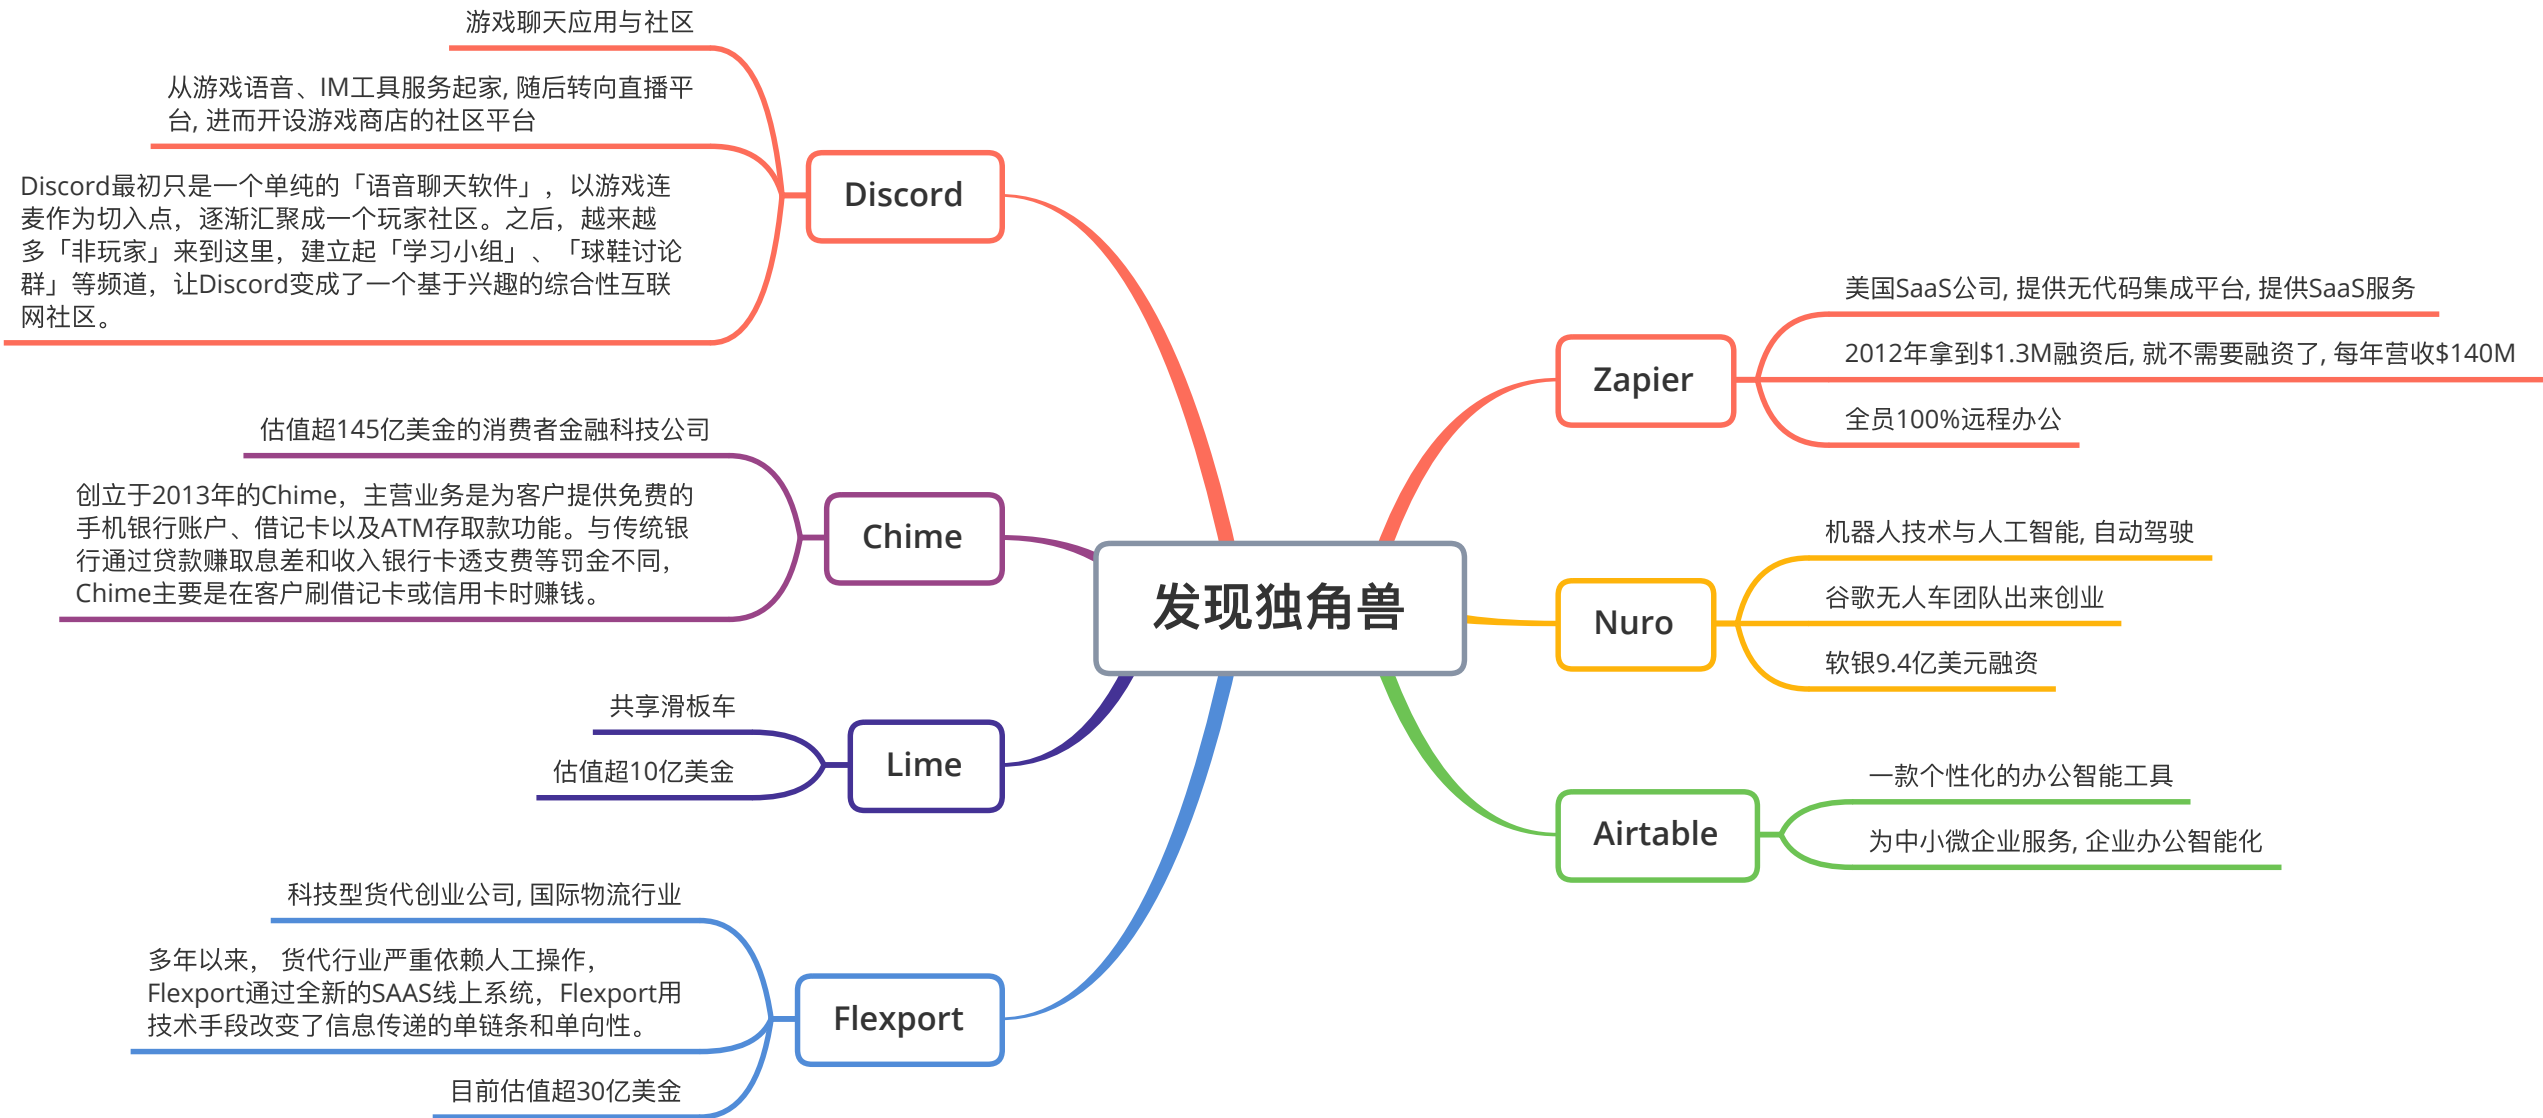 发现独角兽
Zapier
美国SaaS公司, 提供无代码集成平台, 提供SaaS服务
2012年拿到$1.3M融资后, 就不需要融资了, 每年营收$140M
全员100%远程办公
Nuro
机器人技术与人工智能, 自动驾驶
谷歌无人车团队出来创业
软银9.4亿美元融资
Airtable
一款个性化的办公智能工具
为中小微企业服务, 企业办公智能化
Discord
游戏聊天应用与社区
从游戏语音、IM工具服务起家, 随后转向直播平
台, 进而开设游戏商店的社区平台
Discord最初只是一个单纯的「语音聊天软件」，以游戏连
麦作为切入点，逐渐汇聚成一个玩家社区。之后，越来越
多「非玩家」来到这里，建立起「学习小组」、「球鞋讨论
群」等频道，让Discord变成了一个基于兴趣的综合性互联
网社区。
Chime
估值超145亿美金的消费者金融科技公司
创立于2013年的Chime，主营业务是为客户提供免费的
手机银行账户、借记卡以及ATM存取款功能。与传统银
行通过贷款赚取息差和收入银行卡透支费等罚金不同，
Chime主要是在客户刷借记卡或信用卡时赚钱。
Lime
共享滑板车
估值超10亿美金
Flexport
科技型货代创业公司, 国际物流行业
多年以来， 货代行业严重依赖人工操作，
Flexport通过全新的SAAS线上系统，Flexport用
技术手段改变了信息传递的单链条和单向性。
目前估值超30亿美金